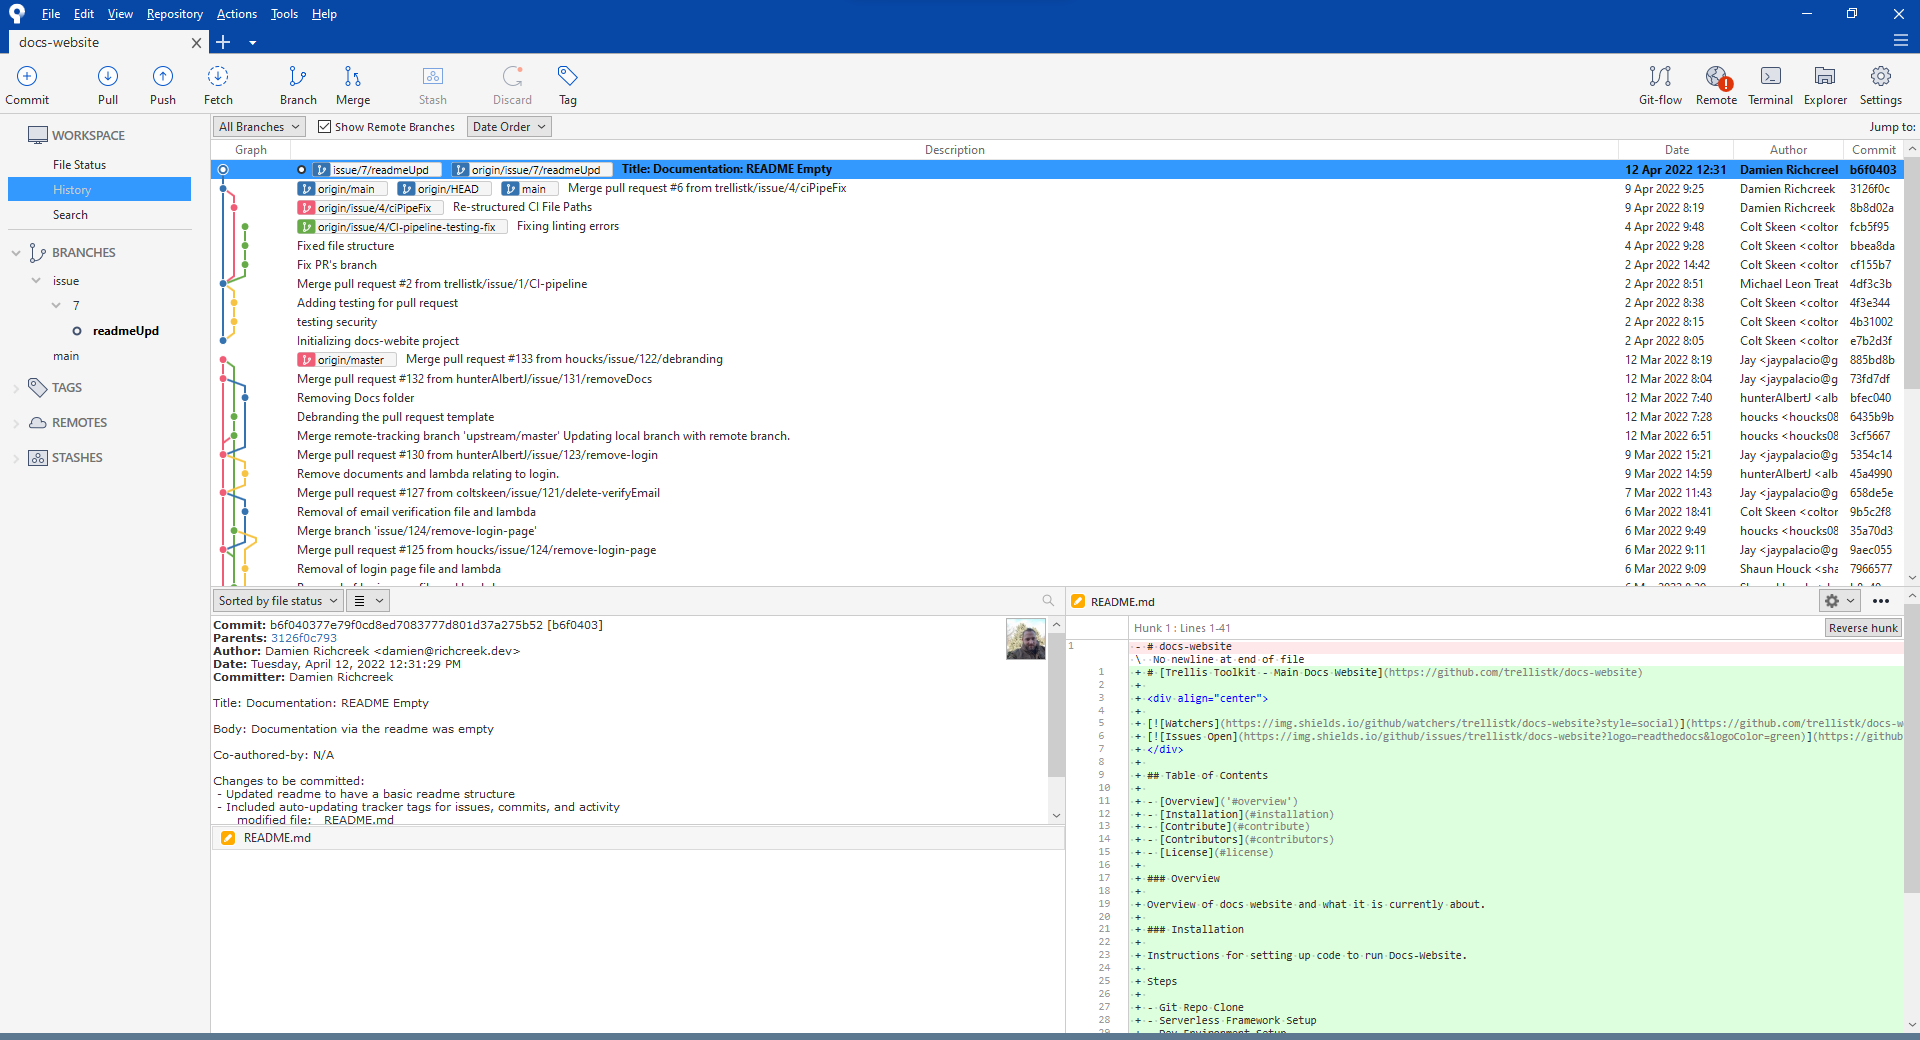 File Edit View Repository Actions Tools Help
docs-website
Commit Pull Push Fetch Branch Merge Stash Discard Tag Git-flow Remote Terminal Explorer Settings
WORKSPACE
File Status
History
Search
BRANCHES
issue
7
readmeUpd
main
TAGS
REMOTES
STASHES
All Branches Show Remote Branches Date Order Jump to:
Graph Description Date Author Commit
issue/7/readmeUpd origin/issue/7/readmeUpd Title: Documentation: README Empty 12 Apr 2022 12:31 Damien Richcreel b6f0403
origin/main origin/HEAD main Merge pull request #6 from trellistk/issue/4/ciPipeFix 9 Apr 2022 9:25 Damien Richcreek 3126f0c
origin/issue/4/ciPipeFix Re-structured CI File Paths 9 Apr 2022 8:19 Damien Richcreek 8b8d02a
origin/issue/4/CI-pipeline-testing-fix Fixing linting errors 4 Apr 2022 9:48 Colt Skeen <coltor fcb5f95
Fixed file structure 4 Apr 2022 9:28 Colt Skeen <coltor bbea8da
Fix PR's branch 2 Apr 2022 14:42 Colt Skeen <coltor cf155b7
Merge pull request #2 from trellistk/issue/1/CI-pipeline 2 Apr 2022 8:51 Michael Leon Treat 4df3c3b
Adding testing for pull request 2 Apr 2022 8:38 Colt Skeen <coltor 4f3e344
testing security 2 Apr 2022 8:15 Colt Skeen <coltor 4b31002
Initializing docs-webite project 2 Apr 2022 8:05 Colt Skeen <coltor e7b2d3f
origin/master Merge pull request #133 from houcks/issue/122/debranding 12 Mar 2022 8:19 Jay <jaypalacio@g 885bd8b
Merge pull request #132 from hunterAlbertJ/issue/131/removeDocs 12 Mar 2022 8:04 Jay <jaypalacio@g 73fd7df
Removing Docs folder 12 Mar 2022 7:40 hunterAlbertJ <alb bfec040
Debranding the pull request template 12 Mar 2022 7:28 houcks <houcks08 6435b9b
Merge remote-tracking branch 'upstream/master' Updating local branch with remote branch. 12 Mar 2022 6:51 houcks <houcks08 3cf5667
Merge pull request #130 from hunterAlbertJ/issue/123/remove-login 9 Mar 2022 15:21 Jay <jaypalacio@g 5354c14
Remove documents and lambda relating to login. 9 Mar 2022 14:59 hunterAlbertJ <alb 45a4990
Merge pull request #127 from coltskeen/issue/121/delete-verifyEmail 7 Mar 2022 11:43 Jay <jaypalacio@g 658de5e
Removal of email verification file and lambda 6 Mar 2022 18:41 Colt Skeen <coltor 9b5c2f8
Merge branch 'issue/124/remove-login-page' 6 Mar 2022 9:49 houcks <houcks08 35a70d3
Merge pull request #125 from houcks/issue/124/remove-login-page 6 Mar 2022 9:11 Jay <jaypalacio@g 9aec055
Removal of login page file and lambda 6 Mar 2022 9:09 Shaun Houck <sha 7966577
Sorted by file status
Commit: b6f040377e79f0cd8ed7083777d801d37a275b52 [b6f0403]
Parents: 3126f0c793
Author: Damien Richcreek <damien@richcreek.dev>
Date: Tuesday, April 12, 2022 12:31:29 PM
Committer: Damien Richcreek
Title: Documentation: README Empty
Body: Documentation via the readme was empty
Co-authored-by: N/A
Changes to be committed:
- Updated readme to have a basic readme structure
- Included auto-updating tracker tags for issues, commits, and activity
modified file: README.md
README.md
README.md
Hunk 1 : Lines 1-41 Reverse hunk
1 - # docs-website
\ No newline at end of file
1 + # [Trellis Toolkit - Main Docs Website](https://github.com/trellistk/docs-website)
2 +
3 + <div align="center">
4 +
5 + [![Watchers](https://img.shields.io/github/watchers/trellistk/docs-website?style=social)](https://github.com/trellistk/docs-w
6 + [![Issues Open](https://img.shields.io/github/issues/trellistk/docs-website?logo=readthedocs&logoColor=green)](https://github
7 + </div>
8 +
9 + ## Table of Contents
10 +
11 + - [Overview]('#overview')
12 + - [Installation](#installation)
13 + - [Contribute](#contribute)
14 + - [Contributors](#contributors)
15 + - [License](#license)
16 +
17 + ### Overview
18 +
19 + Overview of docs website and what it is currently about.
20 +
21 + ### Installation
22 +
23 + Instructions for setting up code to run Docs-Website.
24 +
25 + Steps
26 +
27 + - Git Repo Clone
28 + - Serverless Framework Setup
29 + - Dev Environment Setup